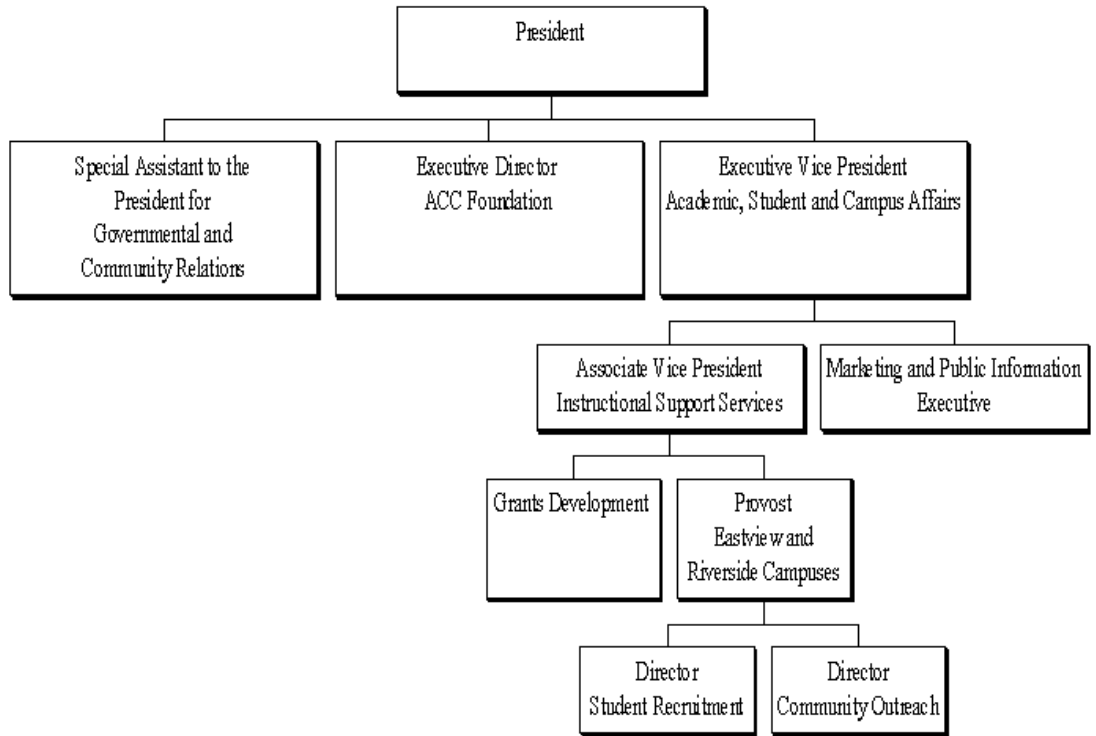 President
Special Assistant to the
President for
Governmental and
Community Relations
Executive Director
ACC Foundation
Executive Vice President
Academic, Student and Campus Affairs
Associate Vice President
Instructional Support Services
Marketing and Public Information
Executive
Grants Development
Provost
Eastview and
Riverside Campuses
Director
Student Recruitment
Director
Community Outreach